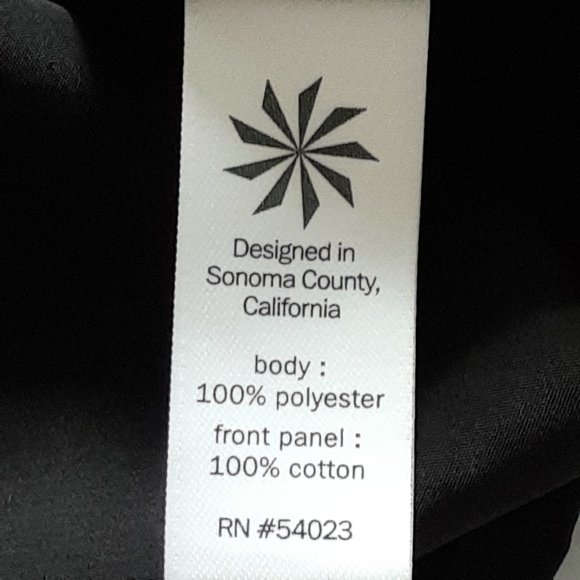 Designed in
Sonoma County,
California
body :
100% polyester
front panel :
100% cotton
RN #54023